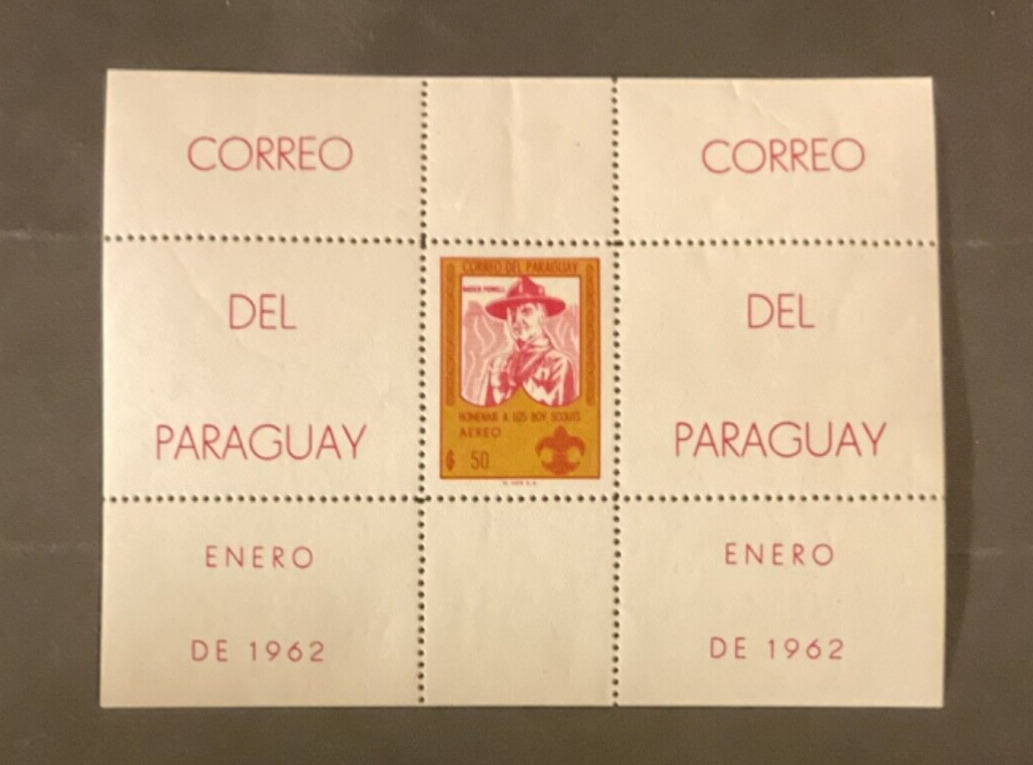 CORREO
DEL
PARAGUAY
ENERO
DE 1962
CORREO DEL PARAGUAY
BADEN POWELL
HOMENAJE A LOS BOY SCOUTS
AEREO
₲ 50
CORREO
DEL
PARAGUAY
ENERO
DE 1962